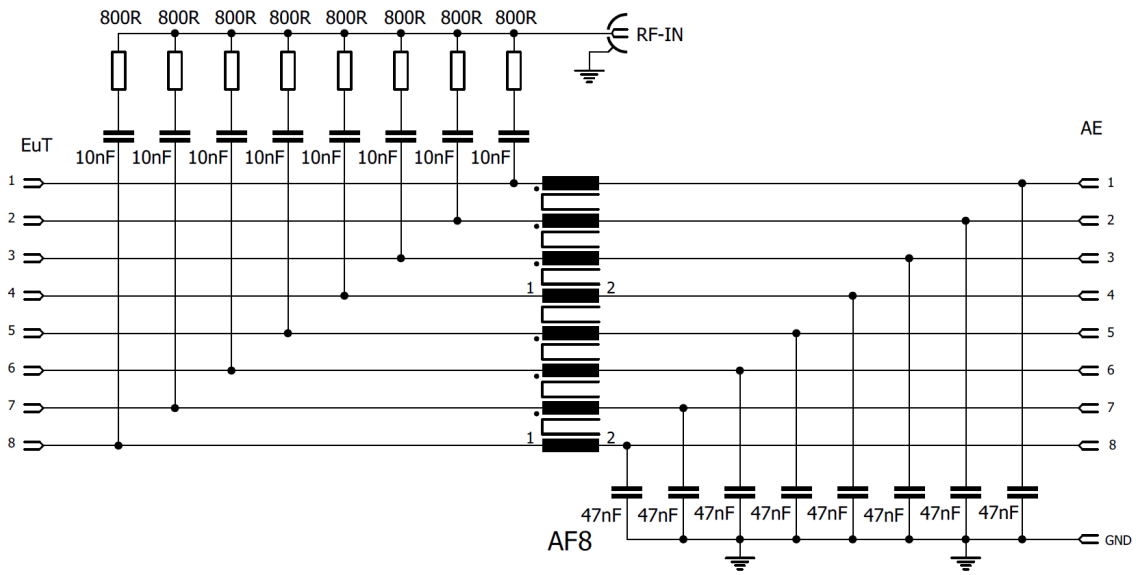 800R 800R 800R 800R 800R 800R 800R 800R
RF-IN
EuT
AE
10nF 10nF 10nF 10nF 10nF 10nF 10nF 10nF
1 1
2 2
3 3
4 1 2 4
5 5
6 6
7 7
8 1 2 8
47nF 47nF 47nF 47nF 47nF 47nF 47nF 47nF
AF8
GND